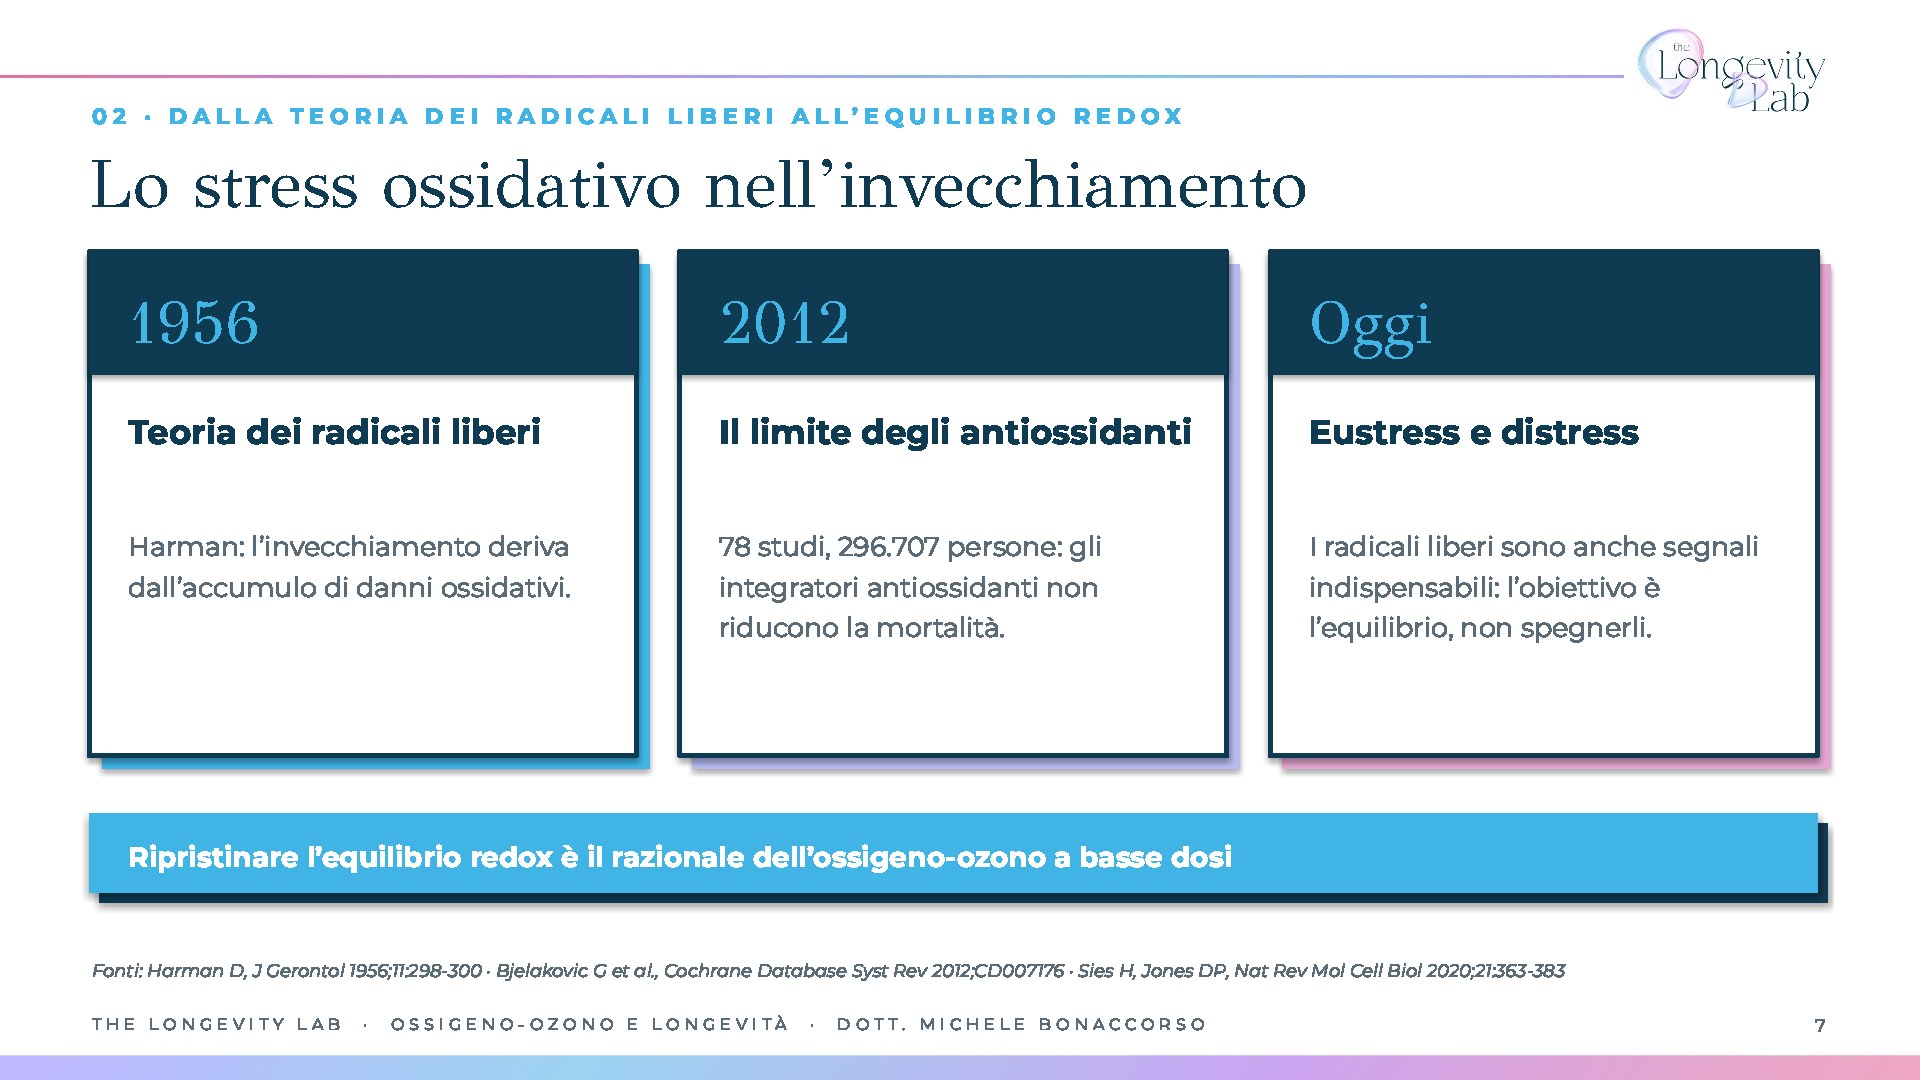 the
Longevity
Lab
02 · DALLA TEORIA DEI RADICALI LIBERI ALL’EQUILIBRIO REDOX
Lo stress ossidativo nell’invecchiamento
1956
Teoria dei radicali liberi
Harman: l’invecchiamento deriva
dall’accumulo di danni ossidativi.
2012
Il limite degli antiossidanti
78 studi, 296.707 persone: gli
integratori antiossidanti non
riducono la mortalità.
Oggi
Eustress e distress
I radicali liberi sono anche segnali
indispensabili: l’obiettivo è
l’equilibrio, non spegnerli.
Ripristinare l’equilibrio redox è il razionale dell’ossigeno-ozono a basse dosi
Fonti: Harman D, J Gerontol 1956;11:298-300 · Bjelakovic G et al., Cochrane Database Syst Rev 2012;CD007176 · Sies H, Jones DP, Nat Rev Mol Cell Biol 2020;21:363-383
THE LONGEVITY LAB · OSSIGENO-OZONO E LONGEVITÀ · DOTT. MICHELE BONACCORSO
7